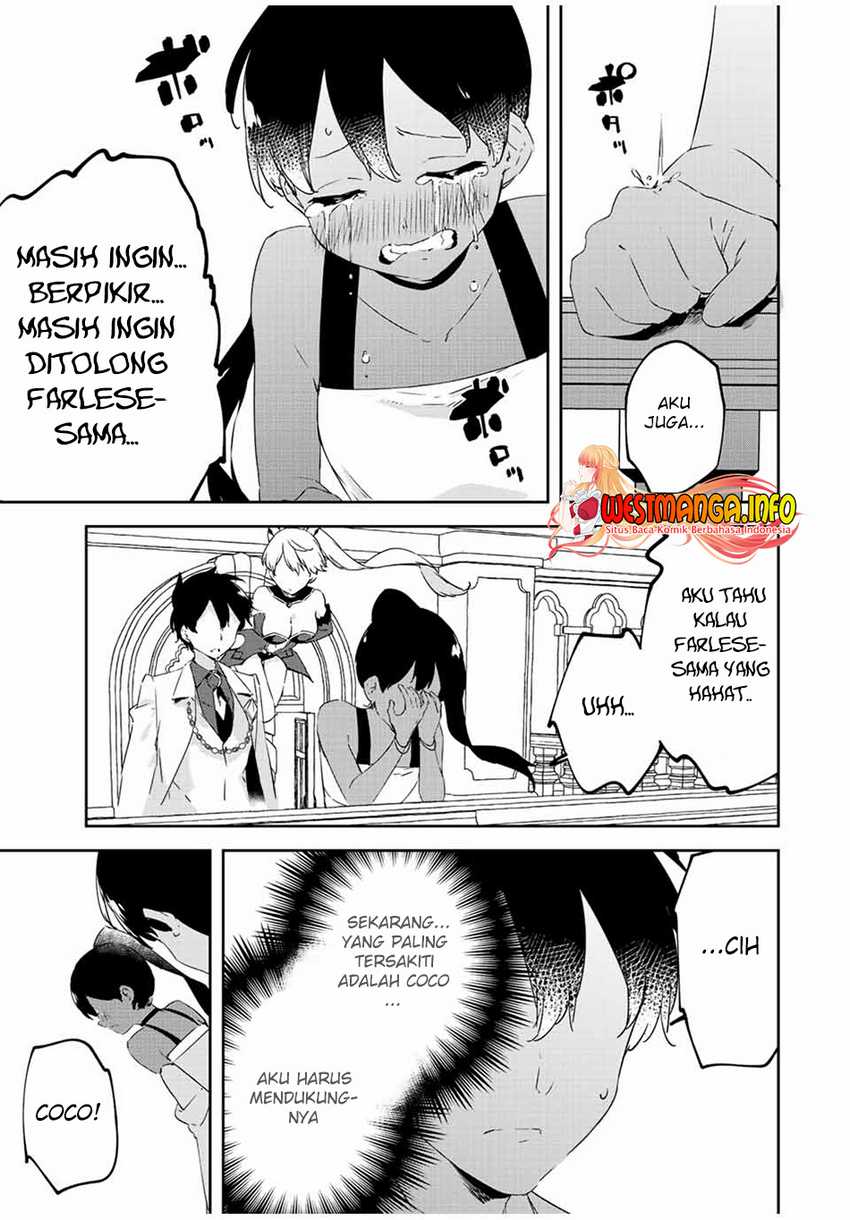 ポタッ
AKU
JUGA...
ポロッ
MASIH INGIN...
BERPIKIR...
MASIH INGIN
DITOLONG
FARLESE-
SAMA...
ポロッ
WESTMANGA.INFO
Situs Baca Komik Berbahasa Indonesia
AKU TAHU
KALAU
FARLESE-
SAMA YANG
HAHAT..
UHH...
...CIH
SEKARANG...
YANG PALING
TERSAKITI
ADALAH COCO
...
AKU HARUS
MENDUKUNG-
NYA
COCO!